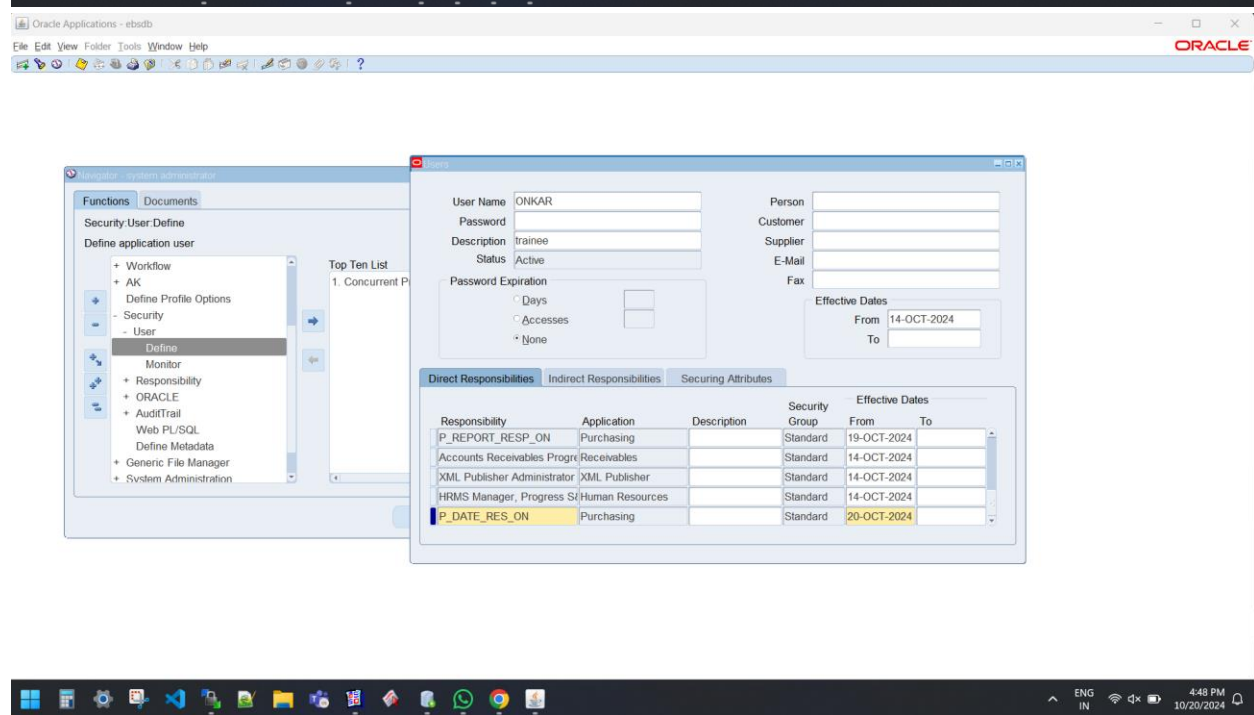 Oracle Applications - ebsdb
File Edit View Folder Tools Window Help
ORACLE
?
Navigator - system administrator
Functions Documents
Security:User:Define
Define application user
+ Workflow
+ AK
Define Profile Options
- Security
- User
Define
Monitor
+ Responsibility
+ ORACLE
+ AuditTrail
Web PL/SQL
Define Metadata
+ Generic File Manager
+ System Administration
Top Ten List
1. Concurrent P
Users
User Name ONKAR
Password
Description trainee
Status Active
Person
Customer
Supplier
E-Mail
Fax
Password Expiration
Days
Accesses
None
Effective Dates
From 14-OCT-2024
To
Direct Responsibilities Indirect Responsibilities Securing Attributes
Effective Dates
Responsibility Application Description Security Group From To
P_REPORT_RESP_ON Purchasing Standard 19-OCT-2024
Accounts Receivables Progre Receivables Standard 14-OCT-2024
XML Publisher Administrator XML Publisher Standard 14-OCT-2024
HRMS Manager, Progress S& Human Resources Standard 14-OCT-2024
P_DATE_RES_ON Purchasing Standard 20-OCT-2024
ENG
IN
4:48 PM
10/20/2024